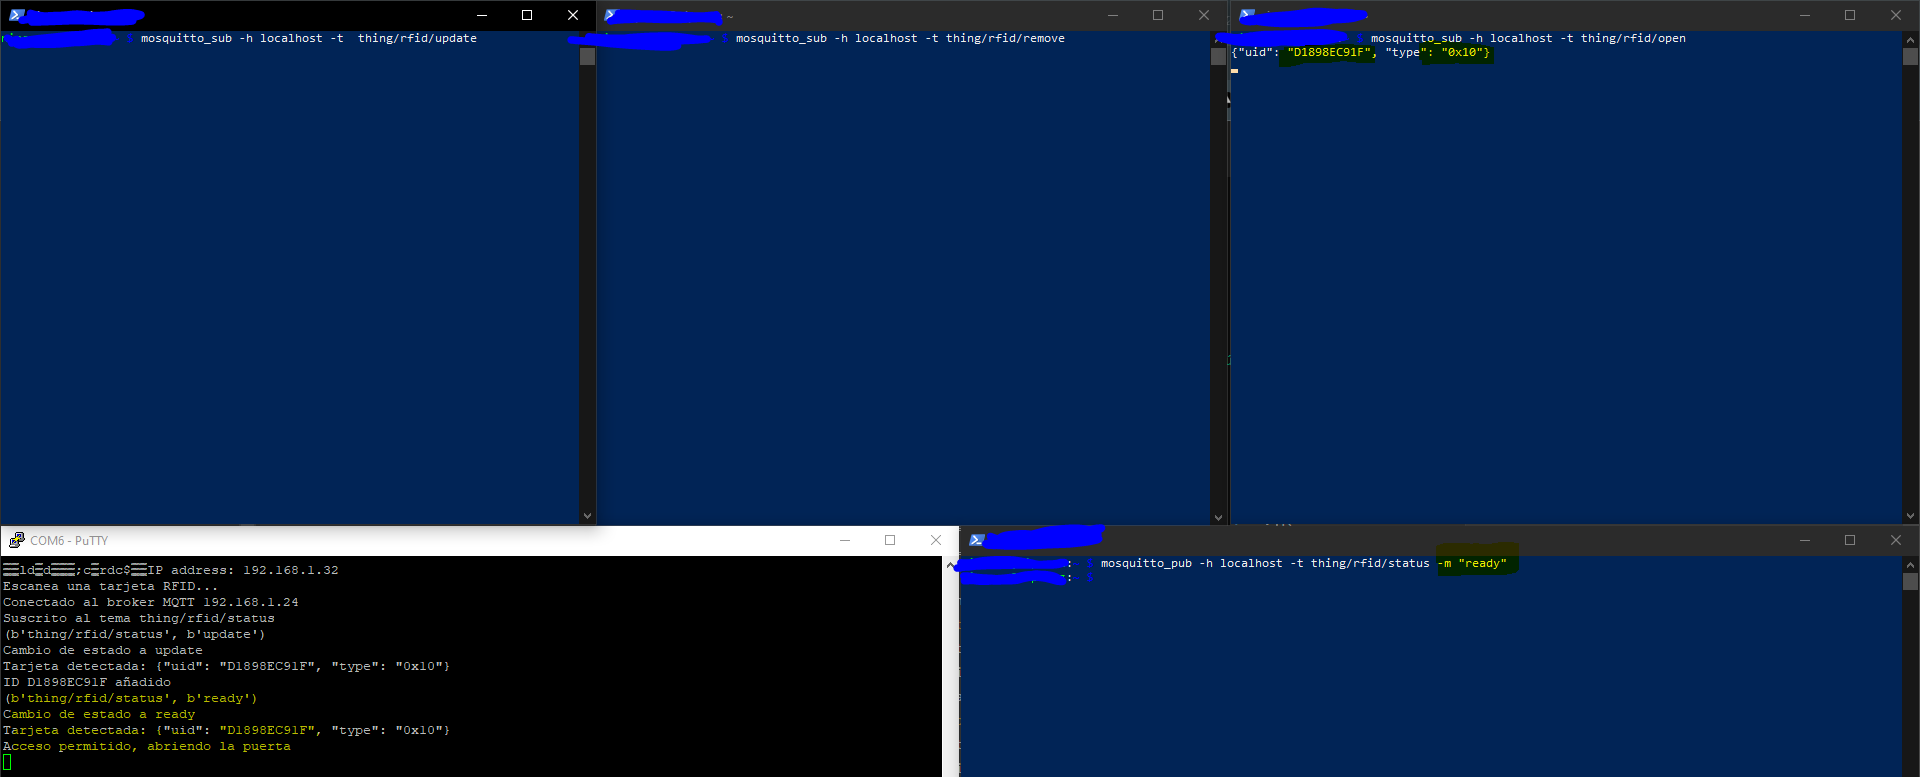 mosquitto_sub -h localhost -t  thing/rfid/update
~
mosquitto_sub -h localhost -t thing/rfid/remove
mosquitto_sub -h localhost -t thing/rfid/open
{"uid": "D1898EC91F", "type": "0x10"}
COM6 - PuTTY
IP address: 192.168.1.32
Escanea una tarjeta RFID...
Conectado al broker MQTT 192.168.1.24
Suscrito al tema thing/rfid/status
(b'thing/rfid/status', b'update')
Cambio de estado a update
Tarjeta detectada: {"uid": "D1898EC91F", "type": "0x10"}
ID D1898EC91F añadido
(b'thing/rfid/status', b'ready')
Cambio de estado a ready
Tarjeta detectada: {"uid": "D1898EC91F", "type": "0x10"}
Acceso permitido, abriendo la puerta
mosquitto_pub -h localhost -t thing/rfid/status -m "ready"